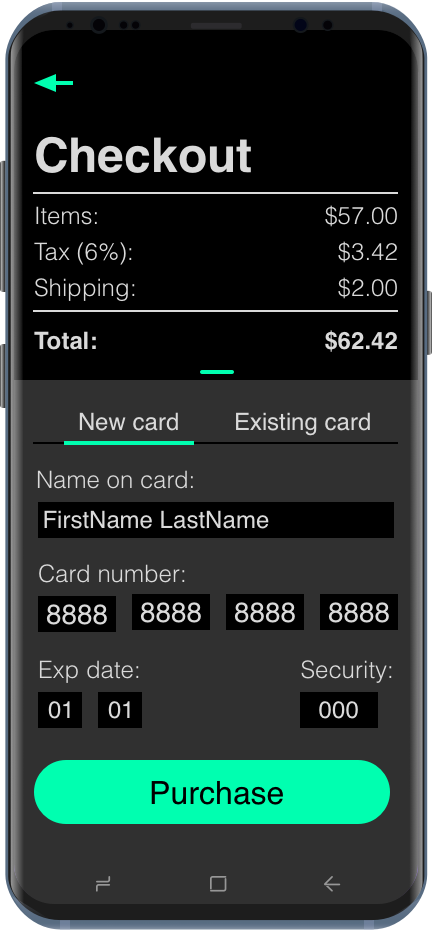 Checkout
Items: $57.00
Tax (6%): $3.42
Shipping: $2.00
Total: $62.42
New card Existing card
Name on card:
FirstName LastName
Card number:
8888 8888 8888 8888
Exp date: Security:
01 01 000
Purchase